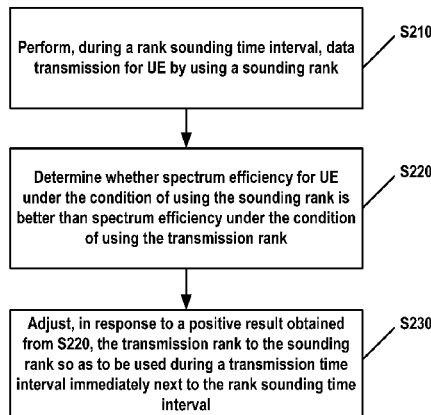 Perform, during a rank sounding time interval, data
transmission for UE by using a sounding rank
S210
Determine whether spectrum efficiency for UE
under the condition of using the sounding rank is
better than spectrum efficiency under the condition
of using the transmission rank
S220
Adjust, in response to a positive result obtained
from S220, the transmission rank to the sounding
rank so as to be used during a transmission time
interval immediately next to the rank sounding time
interval
S230